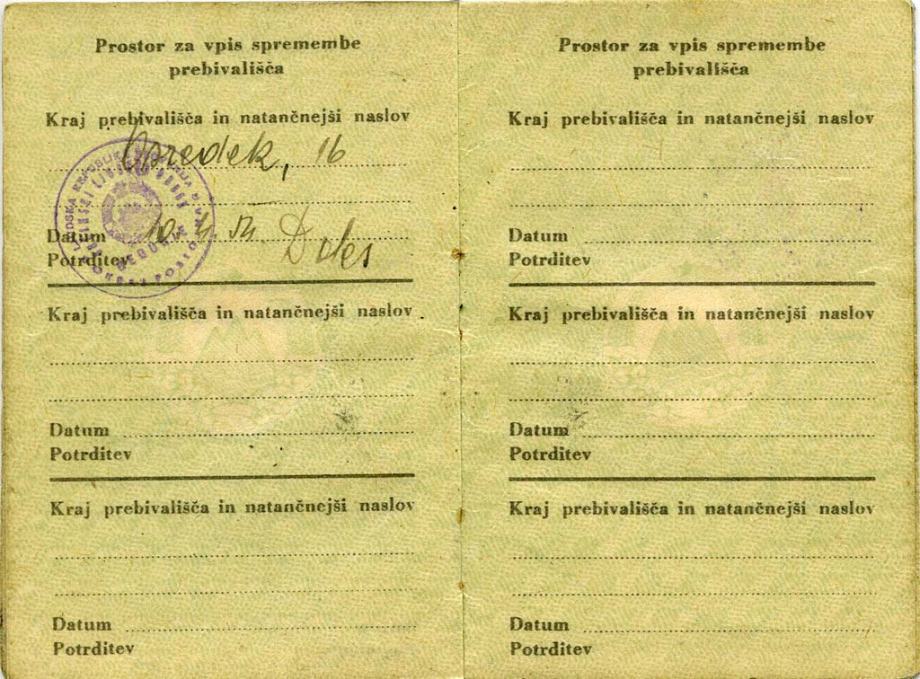 Prostor za vpis spremembe
prebivališča
Kraj prebivališča in natančnejši naslov
Opredek, 16
Datum
Potrditev
Kraj prebivališča in natančnejši naslov
Datum
Potrditev
Kraj prebivališča in natančnejši naslov
Datum
Potrditev
Prostor za vpis spremembe
prebivališča
Kraj prebivališča in natančnejši naslov
Datum
Potrditev
Kraj prebivališča in natančnejši naslov
Datum
Potrditev
Kraj prebivališča in natančnejši naslov
Datum
Potrditev